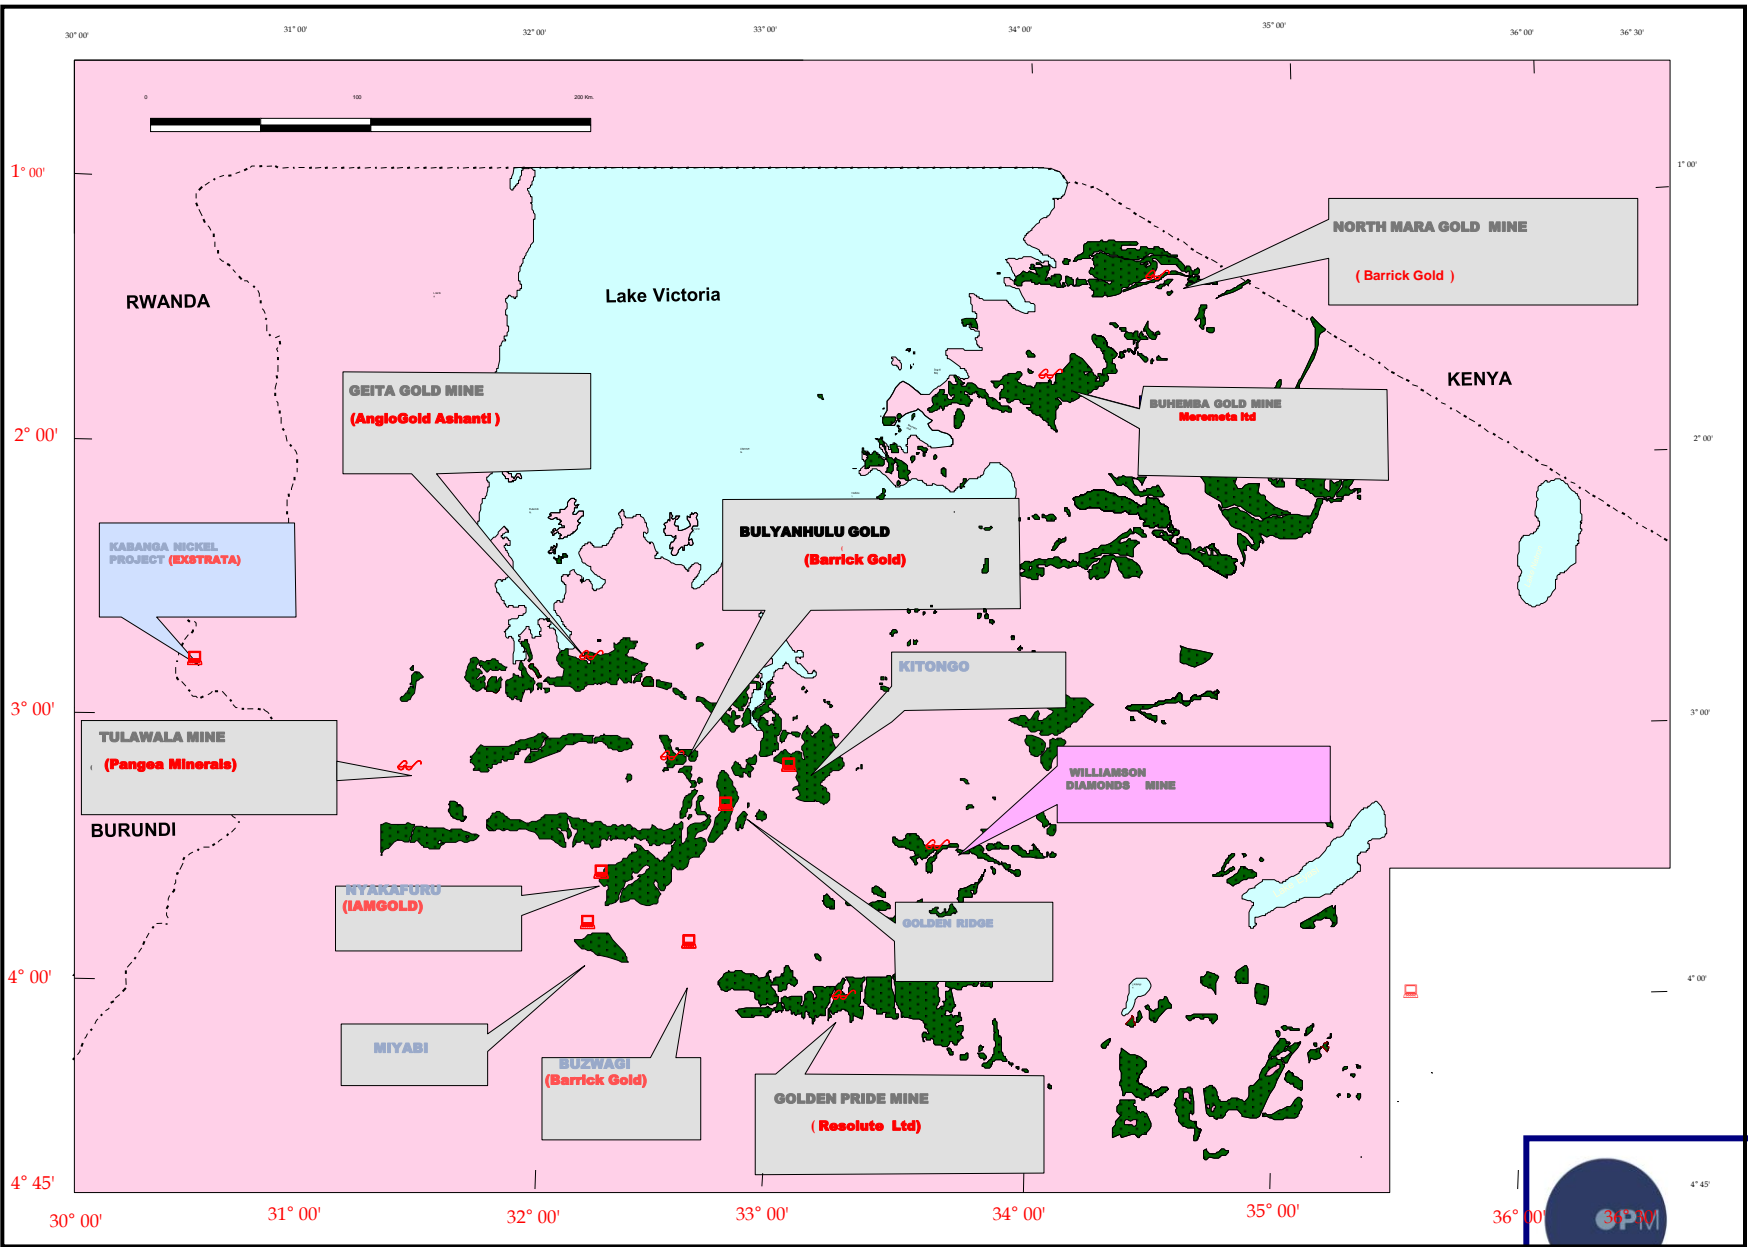 30° 00'
31° 00'
32° 00'
33° 00'
34° 00'
35° 00'
36° 00'
36° 30'
0
100
200 Km.
1° 00'
1° 00'
NORTH MARA GOLD MINE
( Barrick Gold )
RWANDA
Lake Victoria
KENYA
GEITA GOLD MINE
(AngloGold Ashanti )
BUHEMBA GOLD MINE
Meremeta ltd
2° 00'
2° 00'
BULYANHULU GOLD
(Barrick Gold)
KABANGA NICKEL
PROJECT (EXSTRATA)
KITONGO
3° 00'
3° 00'
TULAWALA MINE
(Pangea Minerals)
WILLIAMSON
DIAMONDS MINE
BURUNDI
NYAKAFURU
(IAMGOLD)
GOLDEN RIDGE
4° 00'
4° 00'
MIYABI
BUZWAGI
(Barrick Gold)
GOLDEN PRIDE MINE
( Resolute Ltd)
4° 45'
4° 45'
30° 00'
31° 00'
32° 00'
33° 00'
34° 00'
35° 00'
36° 00'
36° 30'
OPM